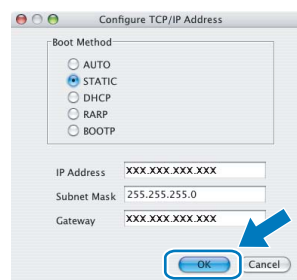 Configure TCP/IP Address
Boot Method
AUTO
STATIC
DHCP
RARP
BOOTP
IP Address XXX.XXX.XXX.XXX
Subnet Mask 255.255.255.0
Gateway XXX.XXX.XXX.XXX
OK Cancel